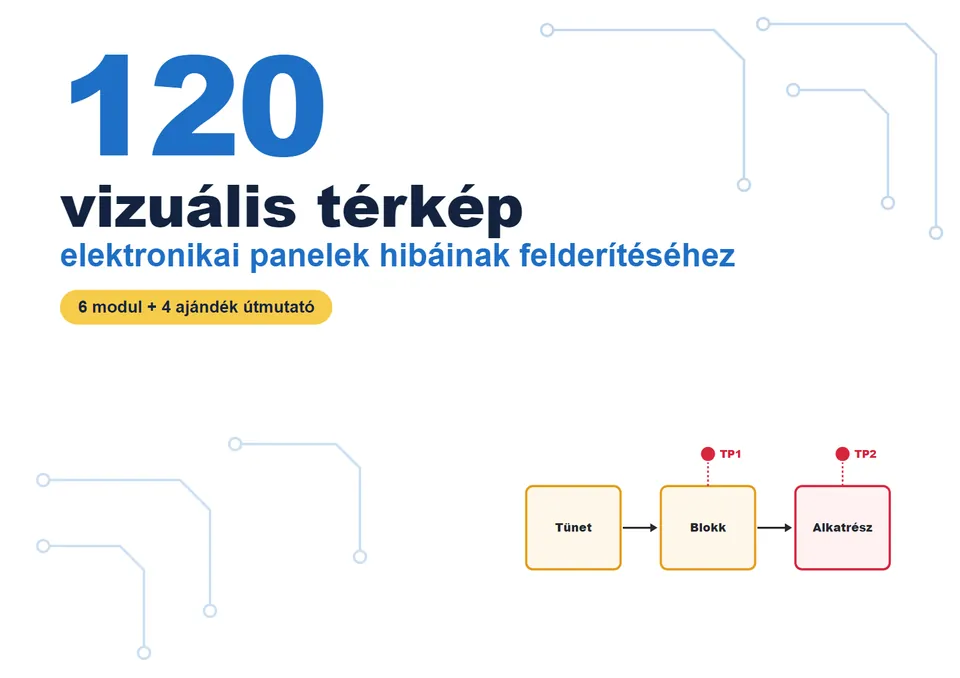 120
vizuális térkép
elektronikai panelek hibáinak felderítéséhez
6 modul + 4 ajándék útmutató
TP1
TP2
Tünet
Blokk
Alkatrész